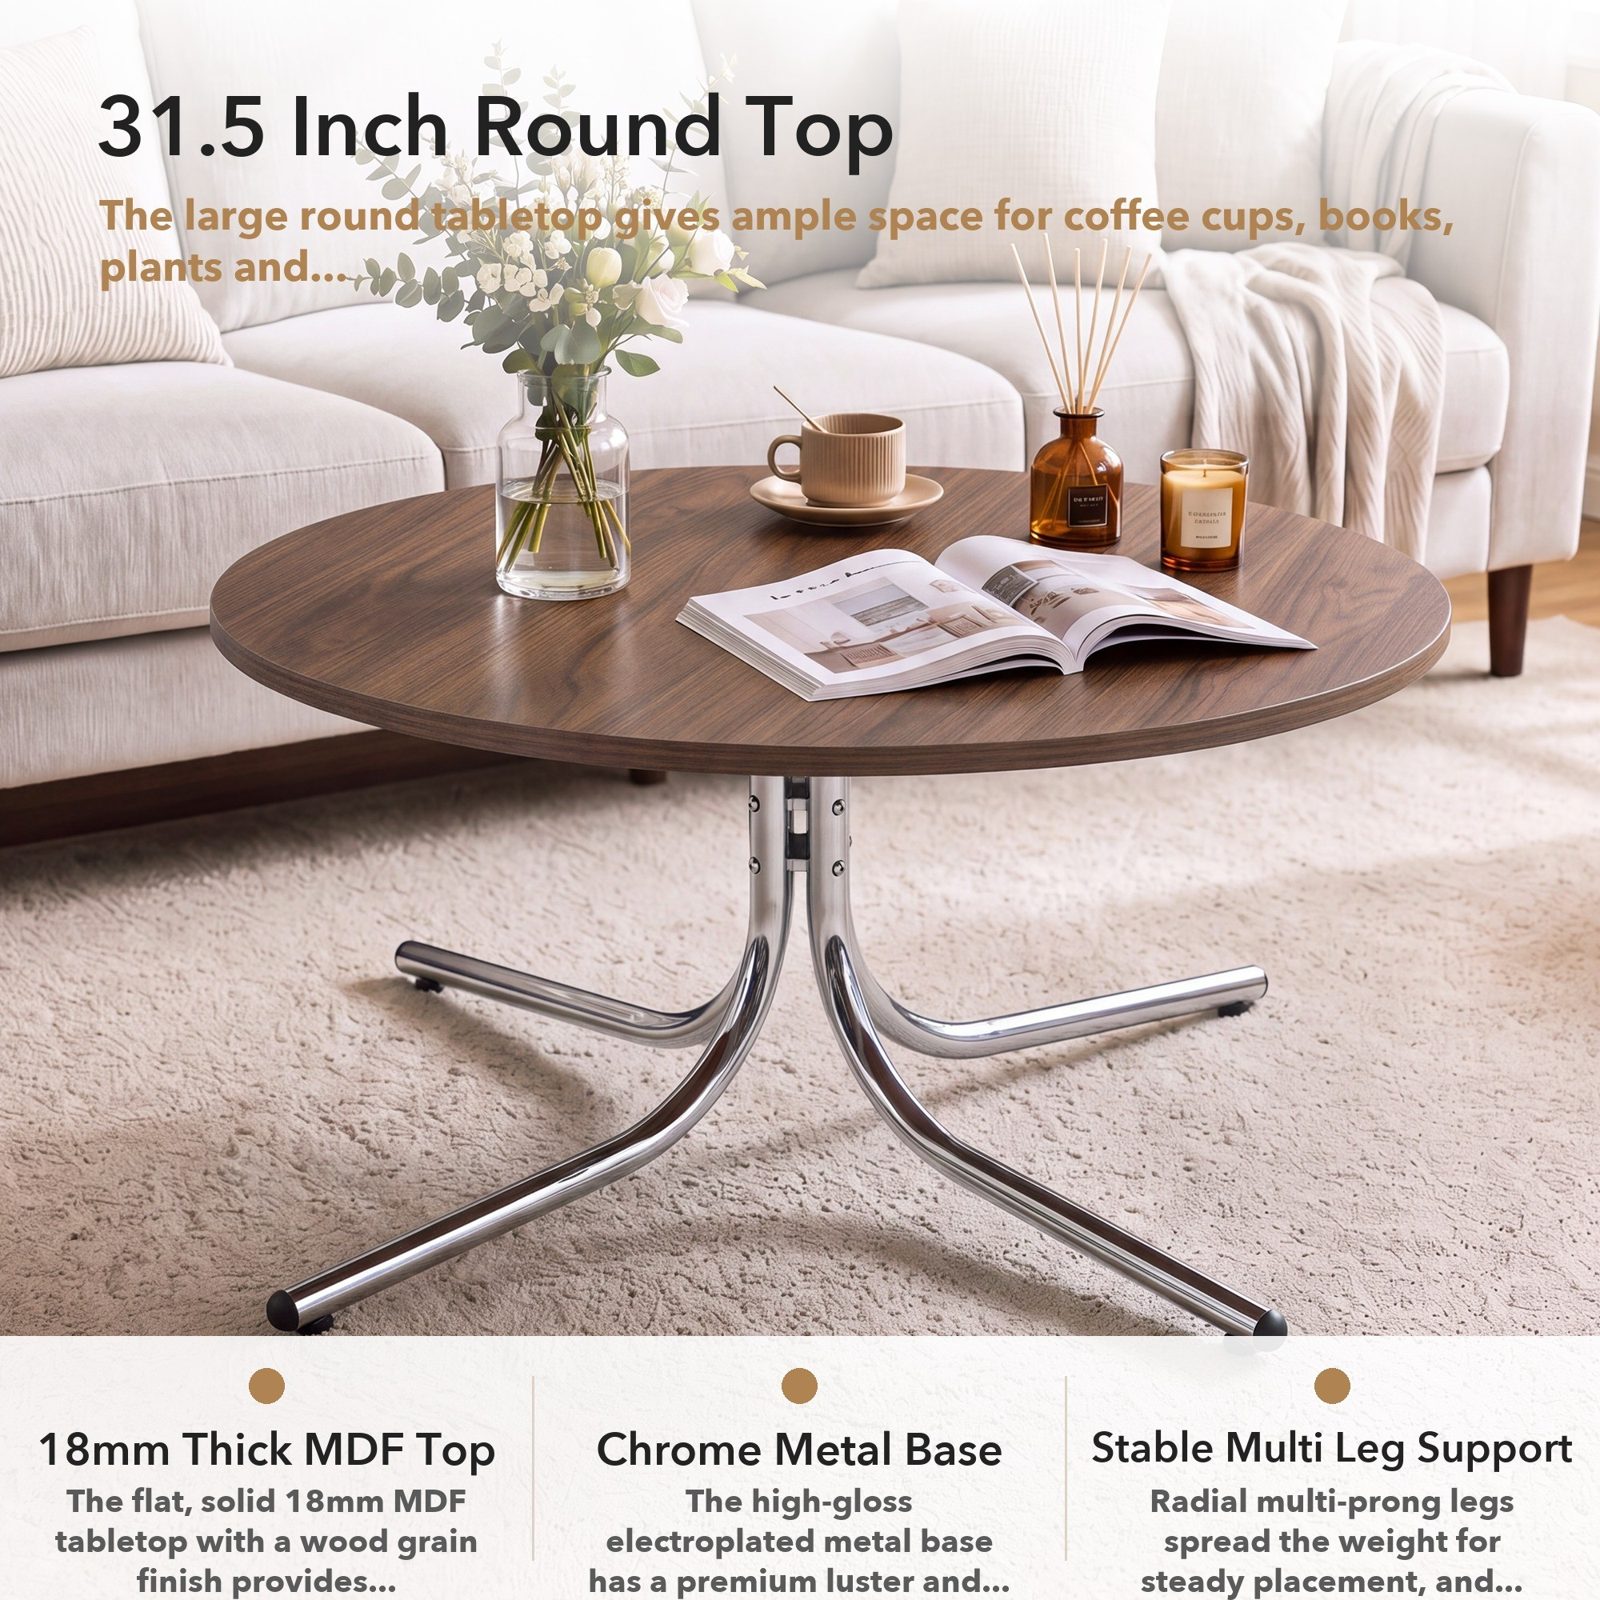 31.5 Inch Round Top
The large round tabletop gives ample space for coffee cups, books,
plants and...
18mm Thick MDF Top
The flat, solid 18mm MDF
tabletop with a wood grain
finish provides...
Chrome Metal Base
The high-gloss
electroplated metal base
has a premium luster and...
Stable Multi Leg Support
Radial multi-prong legs
spread the weight for
steady placement, and...